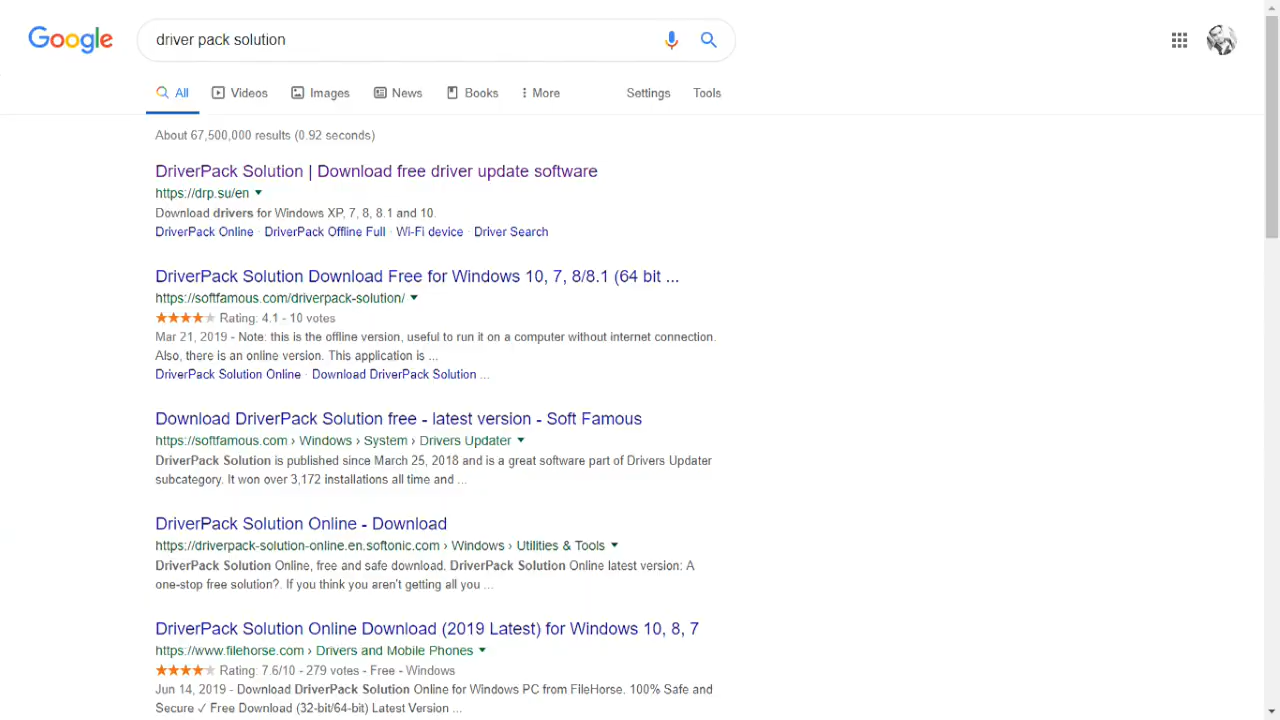 Google
driver pack solution
All Videos Images News Books More Settings Tools
About 67,500,000 results (0.92 seconds)
DriverPack Solution | Download free driver update software
https://drp.su/en
Download drivers for Windows XP, 7, 8, 8.1 and 10.
DriverPack Online · DriverPack Offline Full · Wi-Fi device · Driver Search
DriverPack Solution Download Free for Windows 10, 7, 8/8.1 (64 bit ...
https://softfamous.com/driverpack-solution/
Rating: 4.1 - 10 votes
Mar 21, 2019 - Note: this is the offline version, useful to run it on a computer without internet connection.
Also, there is an online version. This application is ...
DriverPack Solution Online · Download DriverPack Solution ...
Download DriverPack Solution free - latest version - Soft Famous
https://softfamous.com › Windows › System › Drivers Updater
DriverPack Solution is published since March 25, 2018 and is a great software part of Drivers Updater
subcategory. It won over 3,172 installations all time and ...
DriverPack Solution Online - Download
https://driverpack-solution-online.en.softonic.com › Windows › Utilities & Tools
DriverPack Solution Online, free and safe download. DriverPack Solution Online latest version: A
one-stop free solution?. If you think you aren't getting all you ...
DriverPack Solution Online Download (2019 Latest) for Windows 10, 8, 7
https://www.filehorse.com › Drivers and Mobile Phones
Rating: 7.6/10 - 279 votes - Free - Windows
Jun 14, 2019 - Download DriverPack Solution Online for Windows PC from FileHorse. 100% Safe and
Secure ✓ Free Download (32-bit/64-bit) Latest Version ...